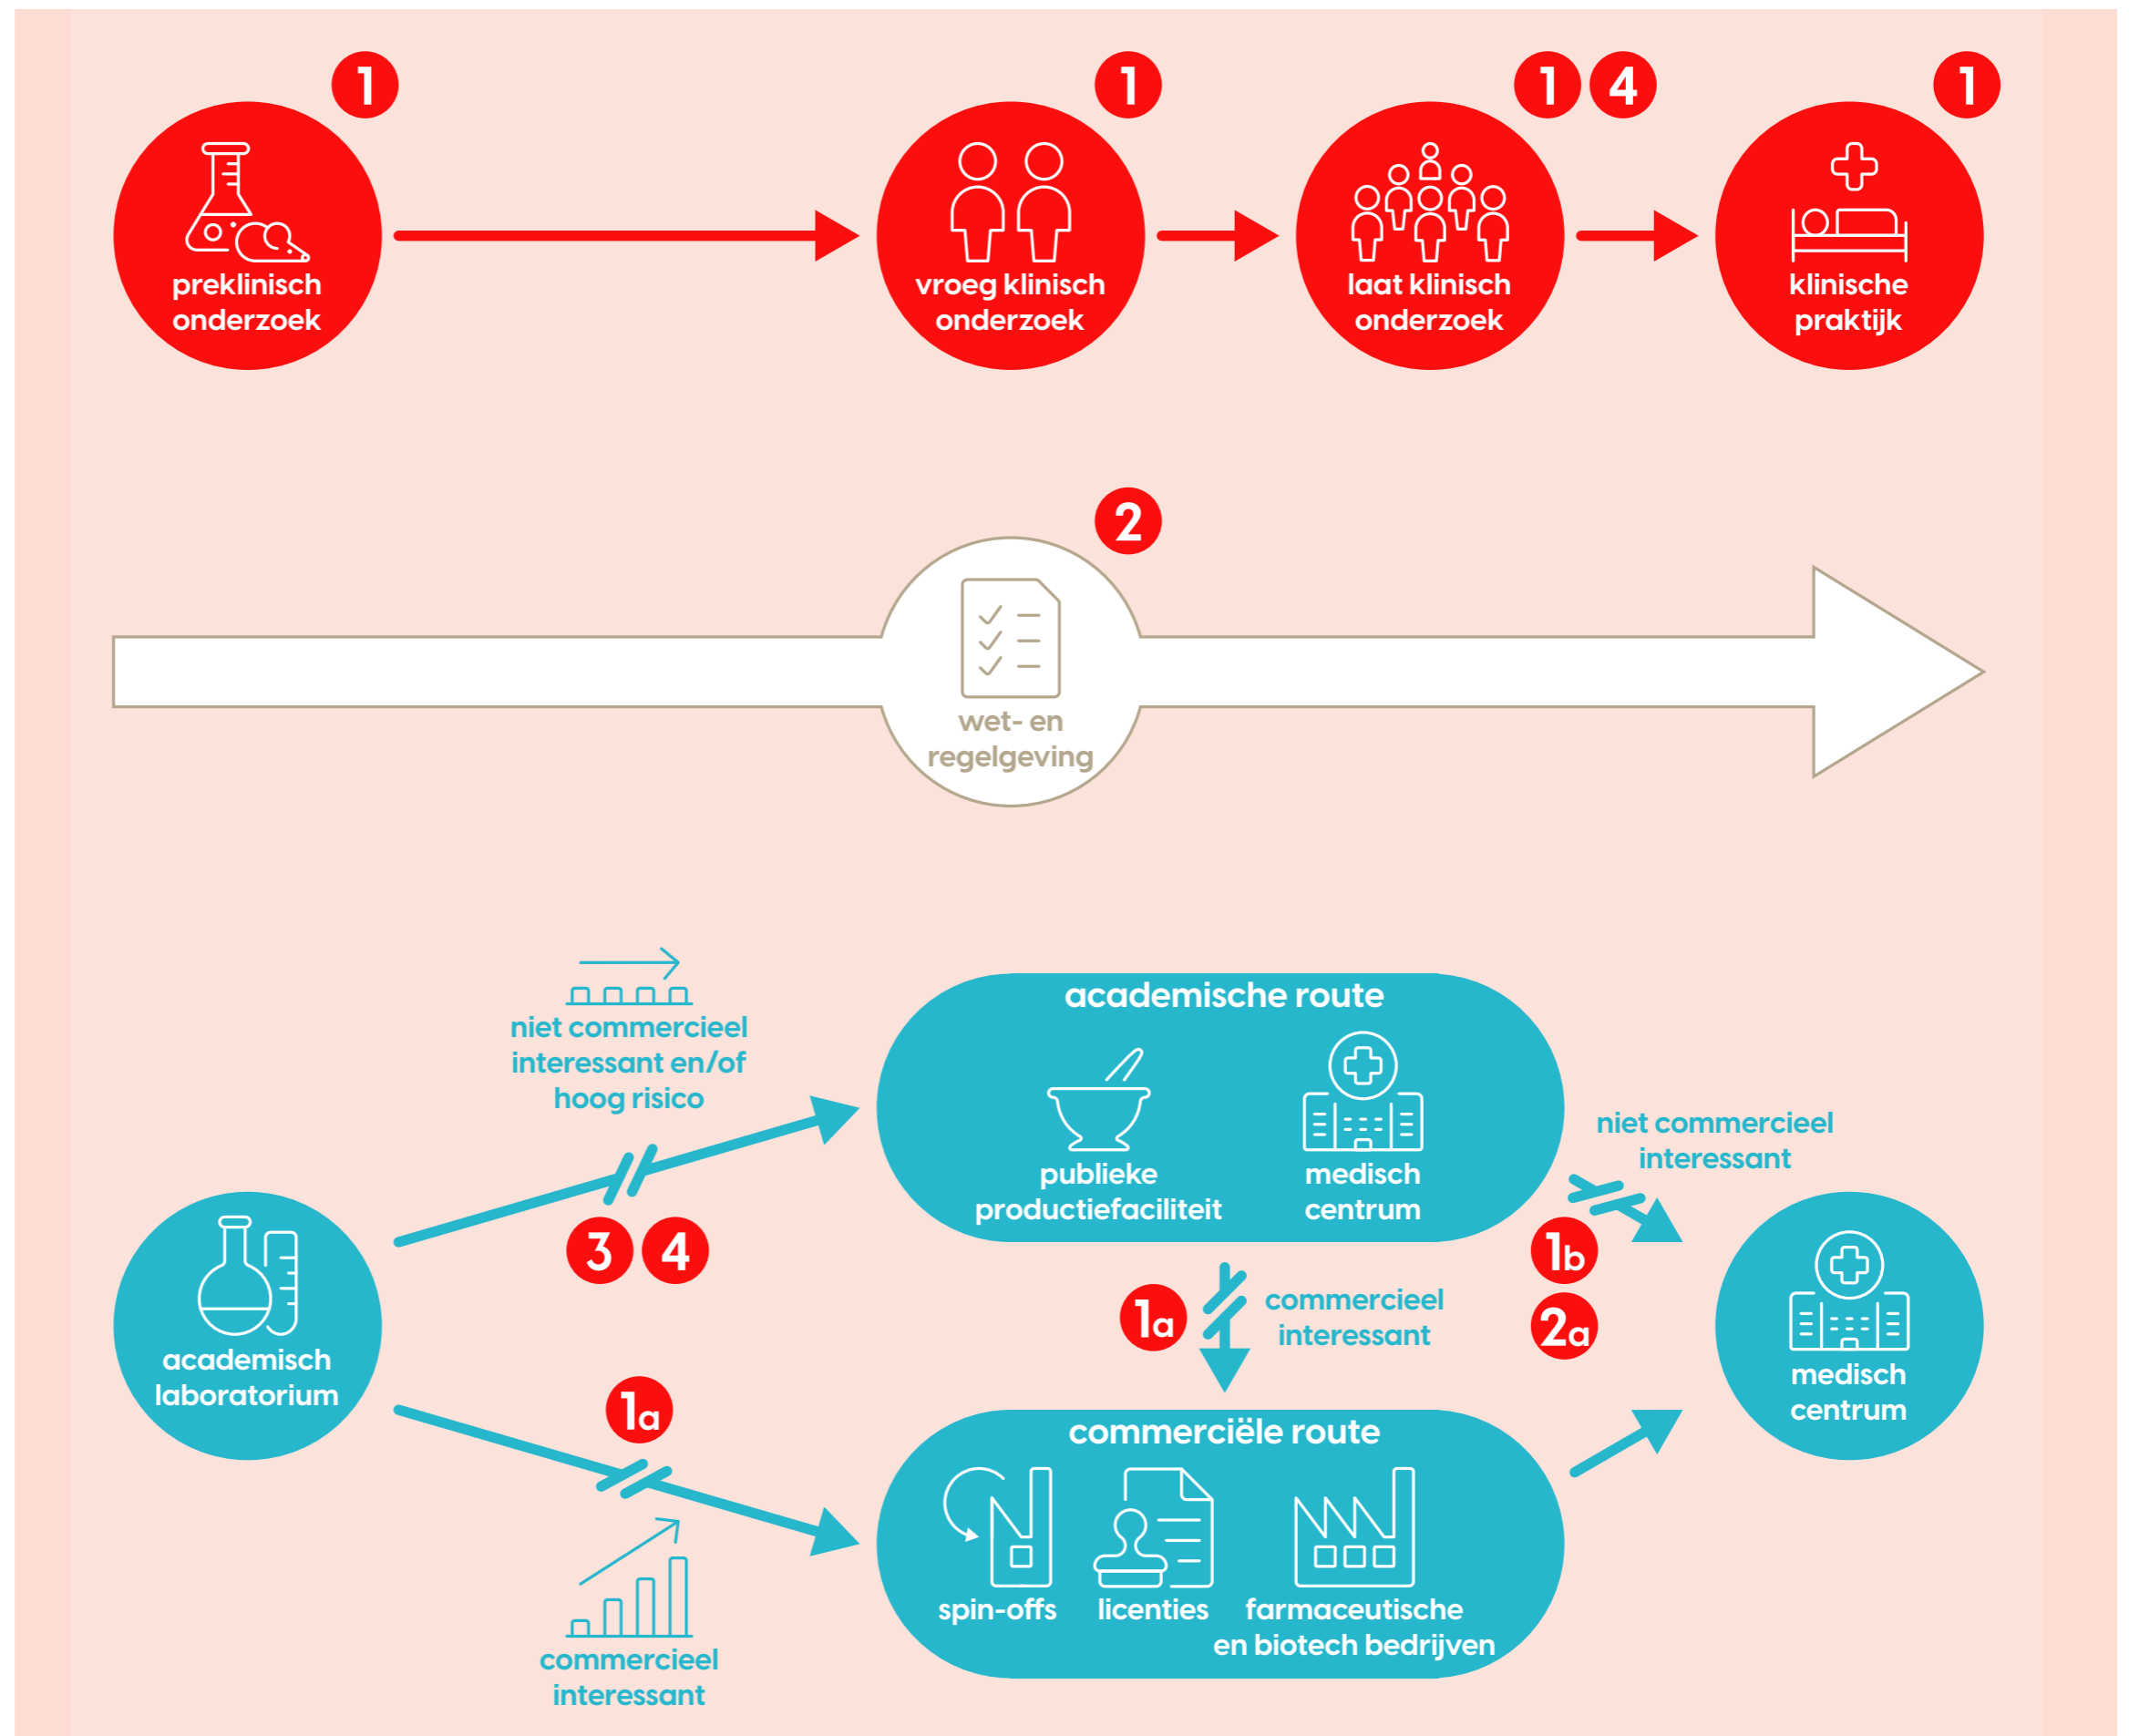 1
1
1 4
1
preklinisch
onderzoek
vroeg klinisch
onderzoek
laat klinisch
onderzoek
klinische
praktijk
2
wet- en
regelgeving
niet commercieel
interessant en/of
hoog risico
3 4
academisch
laboratorium
1a
commercieel
interessant
academische route
publieke
productiefaciliteit
medisch
centrum
1a
commercieel
interessant
niet commercieel
interessant
1b
2a
commerciële route
spin-offs
licenties
farmaceutische
en biotech bedrijven
medisch
centrum